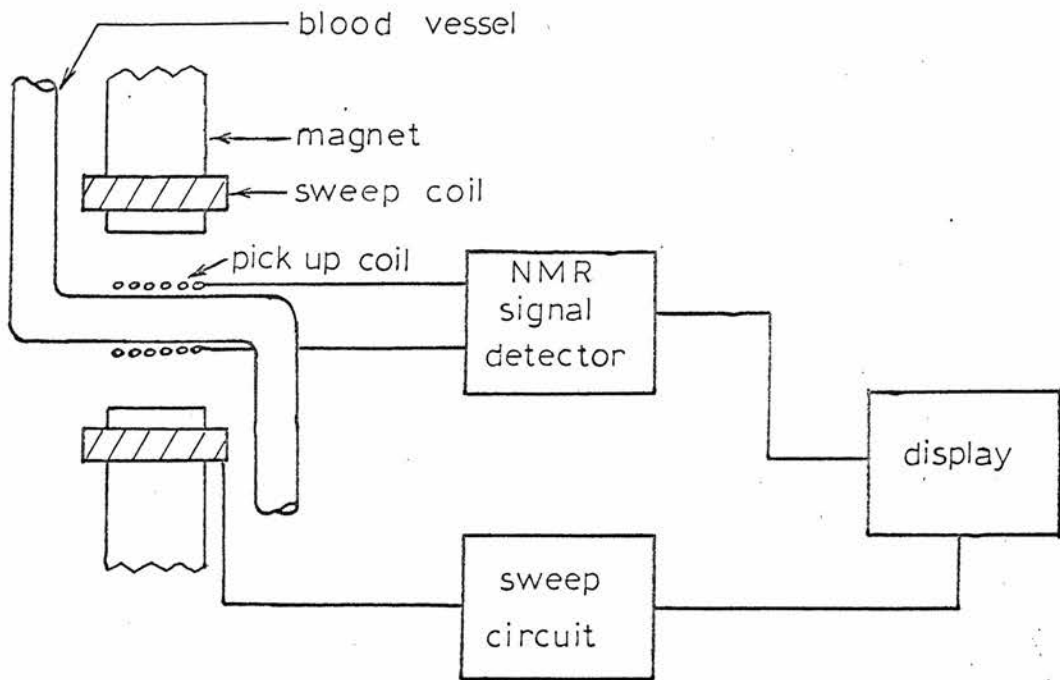 blood vessel
magnet
sweep coil
pick up coil
NMR
signal
detector
display
sweep
circuit